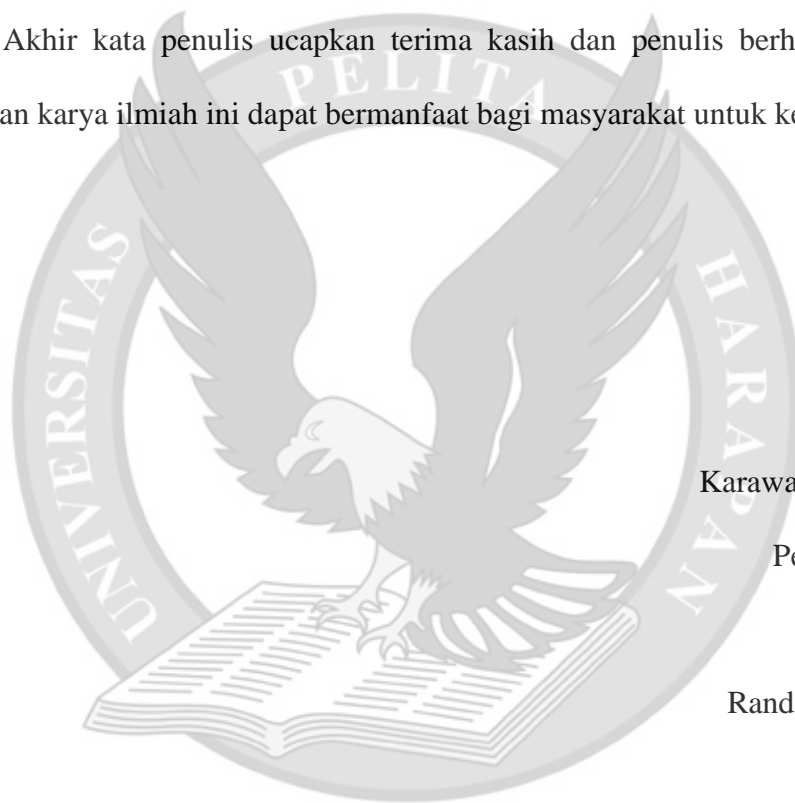 Akhir kata penulis ucapkan terima kasih dan penulis berh
an karya ilmiah ini dapat bermanfaat bagi masyarakat untuk ke
UNIVERSITAS PELITA HARAPAN
Karawa
Pe
Rand